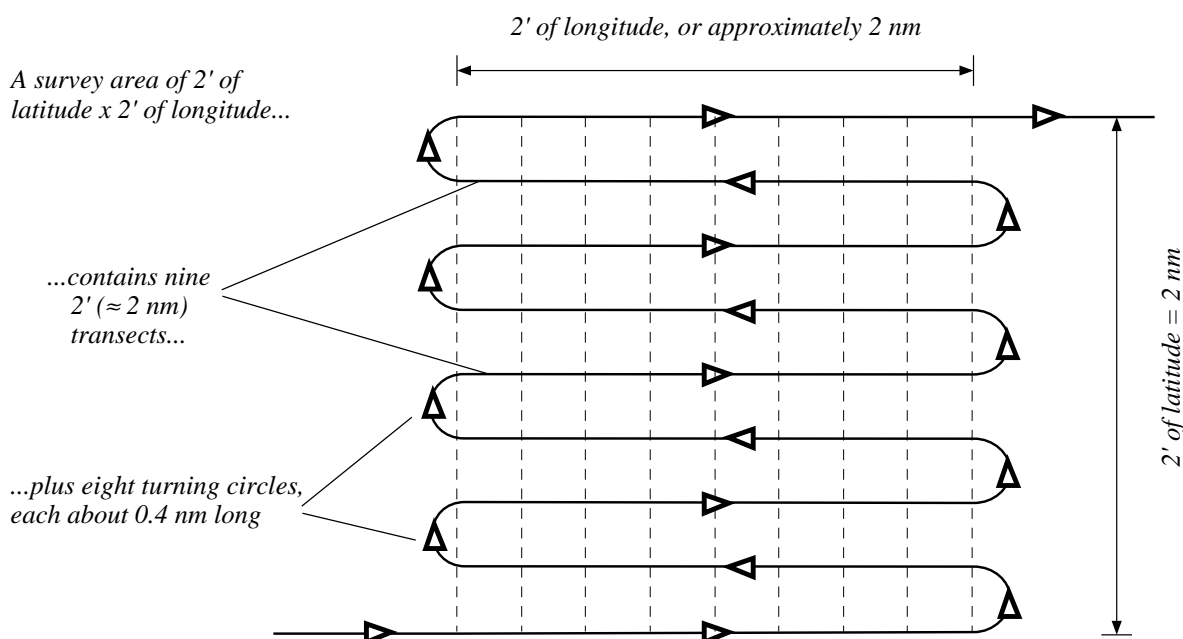 2' of longitude, or approximately 2 nm
A survey area of 2' of
latitude x 2' of longitude...
...contains nine
2' (≈ 2 nm)
transects...
...plus eight turning circles,
each about 0.4 nm long
2' of latitude = 2 nm